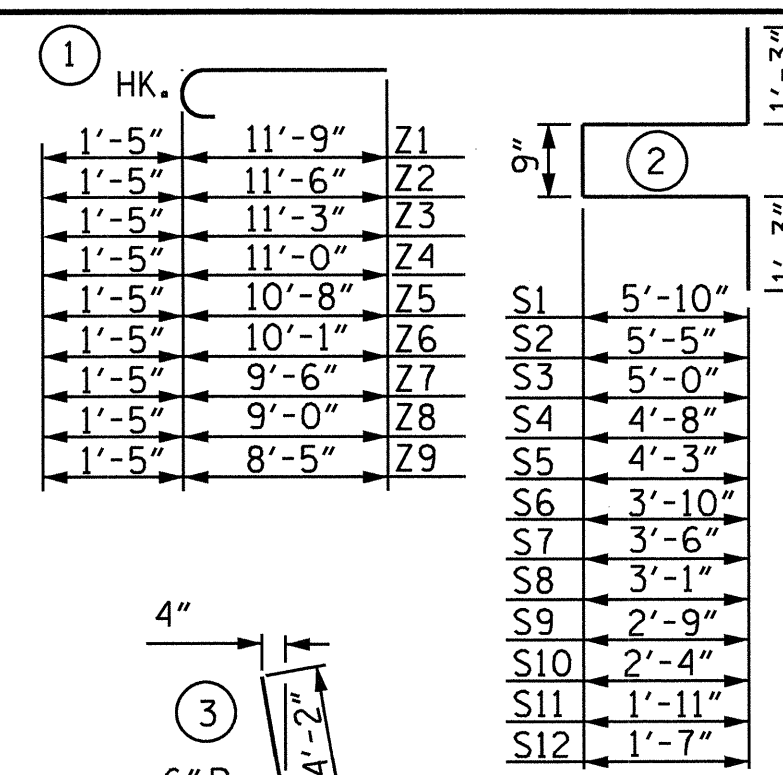 1
HK.
1'-5" 11'-9" Z1
1'-5" 11'-6" Z2
1'-5" 11'-3" Z3
1'-5" 11'-0" Z4
1'-5" 10'-8" Z5
1'-5" 10'-1" Z6
1'-5" 9'-6" Z7
1'-5" 9'-0" Z8
1'-5" 8'-5" Z9
1'-3"
9"
2
1'-3"
S1 5'-10"
S2 5'-5"
S3 5'-0"
S4 4'-8"
S5 4'-3"
S6 3'-10"
S7 3'-6"
S8 3'-1"
S9 2'-9"
S10 2'-4"
S11 1'-11"
S12 1'-7"
4"
3
4'-2"